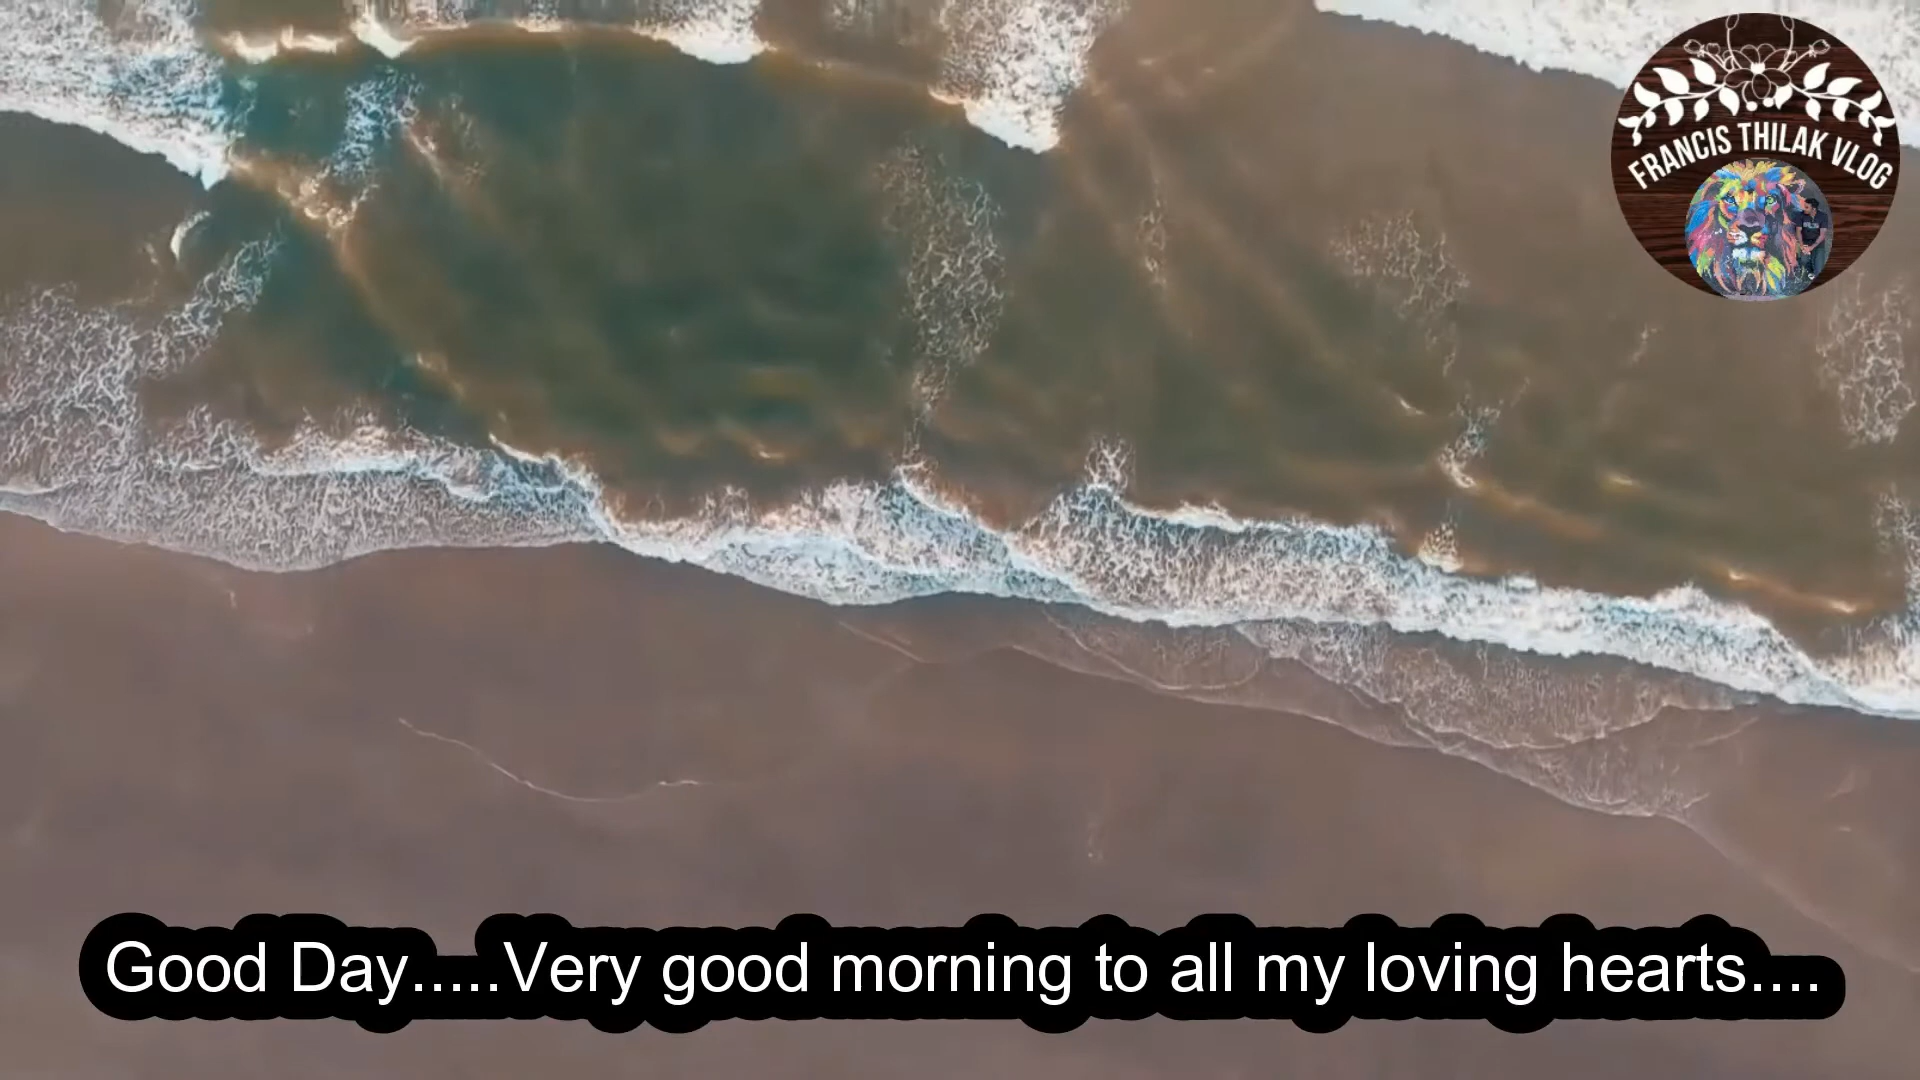 FRANCIS THILAK VLOG
Good Day.....Very good morning to all my loving hearts....